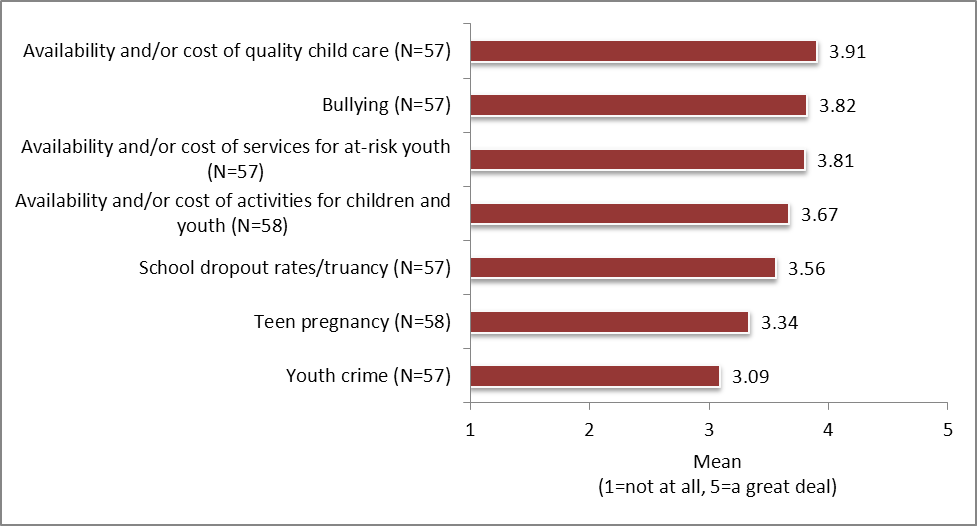 Availability and/or cost of quality child care (N=57)
3.91
Bullying (N=57)
3.82
Availability and/or cost of services for at-risk youth
(N=57)
3.81
Availability and/or cost of activities for children and
youth (N=58)
3.67
School dropout rates/truancy (N=57)
3.56
Teen pregnancy (N=58)
3.34
Youth crime (N=57)
3.09
1 2 3 4 5
Mean
(1=not at all, 5=a great deal)